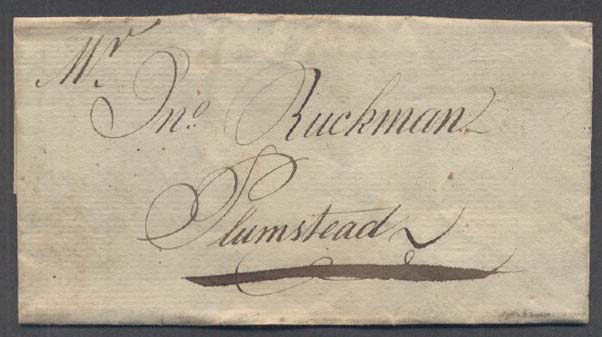 Mr.
Jno. Ruckman
Plumstead